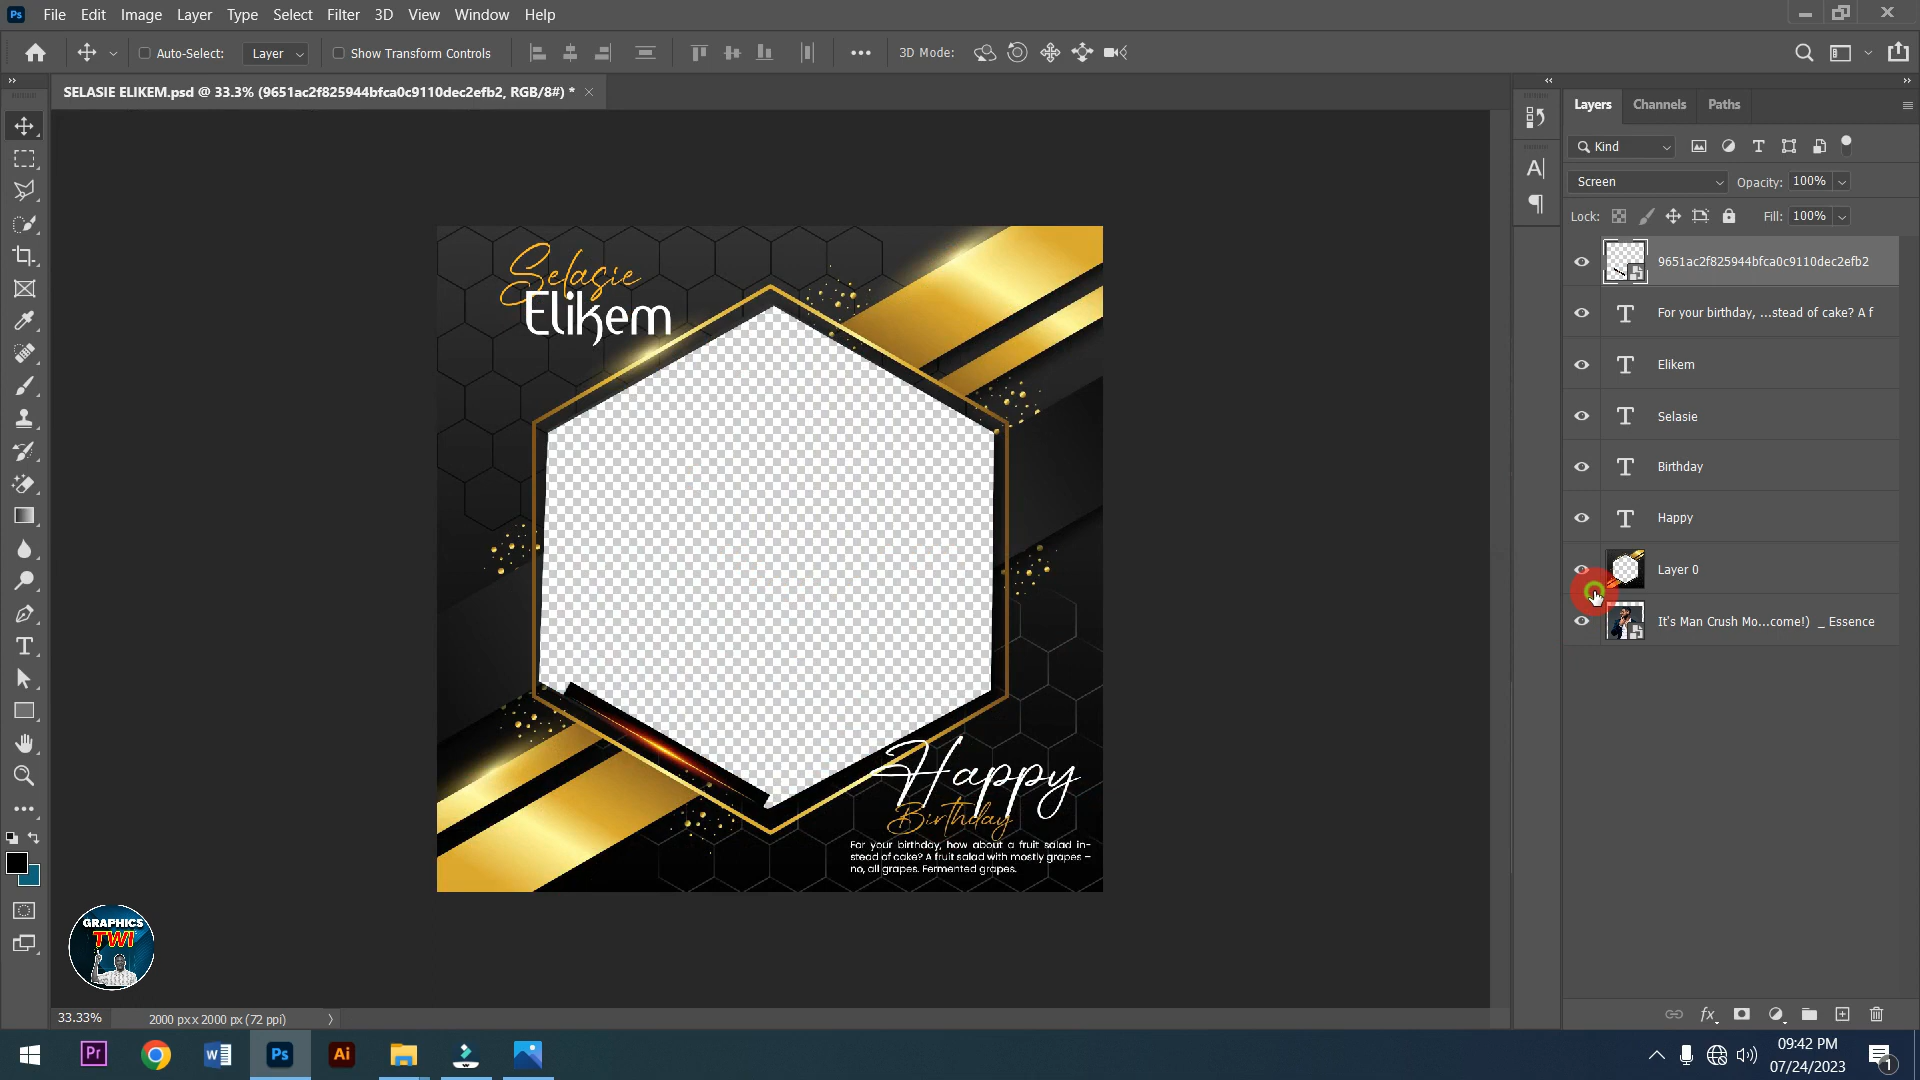 Ps File Edit Image Layer Type Select Filter 3D View Window Help
Auto-Select: Layer Show Transform Controls 3D Mode:
SELASIE ELIKEM.psd @ 33.3% (9651ac2f825944bfca0c9110dec2efb2, RGB/8#) *
Layers Channels Paths
Kind
Screen Opacity: 100%
Lock: Fill: 100%
9651ac2f825944bfca0c9110dec2efb2
For your birthday, ...stead of cake? A f
Elikem
Selasie
Birthday
Happy
Layer 0
It's Man Crush Mo...come!) _ Essence
Selasie
Elikem
Happy
Birthday
For your birthday, how about a fruit salad in-
stead of cake? A fruit salad with mostly grapes –
no, all grapes. Fermented grapes.
GRAPHICS
TWI
33.33% 2000 px x 2000 px (72 ppi)
Pr Ps Ai
09:42 PM
07/24/2023
1